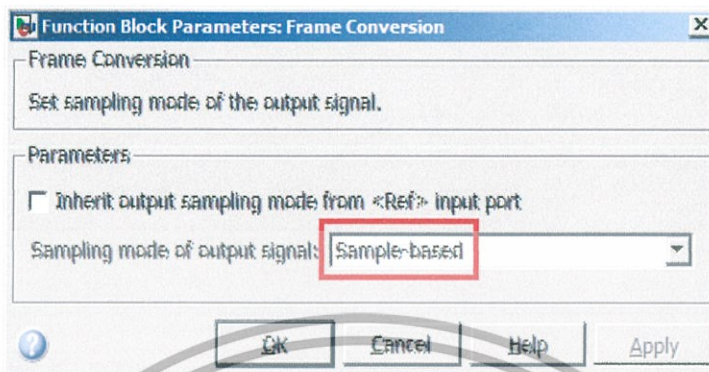 Function Block Parameters: Frame Conversion
Frame Conversion
Set sampling mode of the output signal.
Parameters
Inherit output sampling mode from <Ref> input port
Sampling mode of output signal: Sample-based
OK Cancel Help Apply